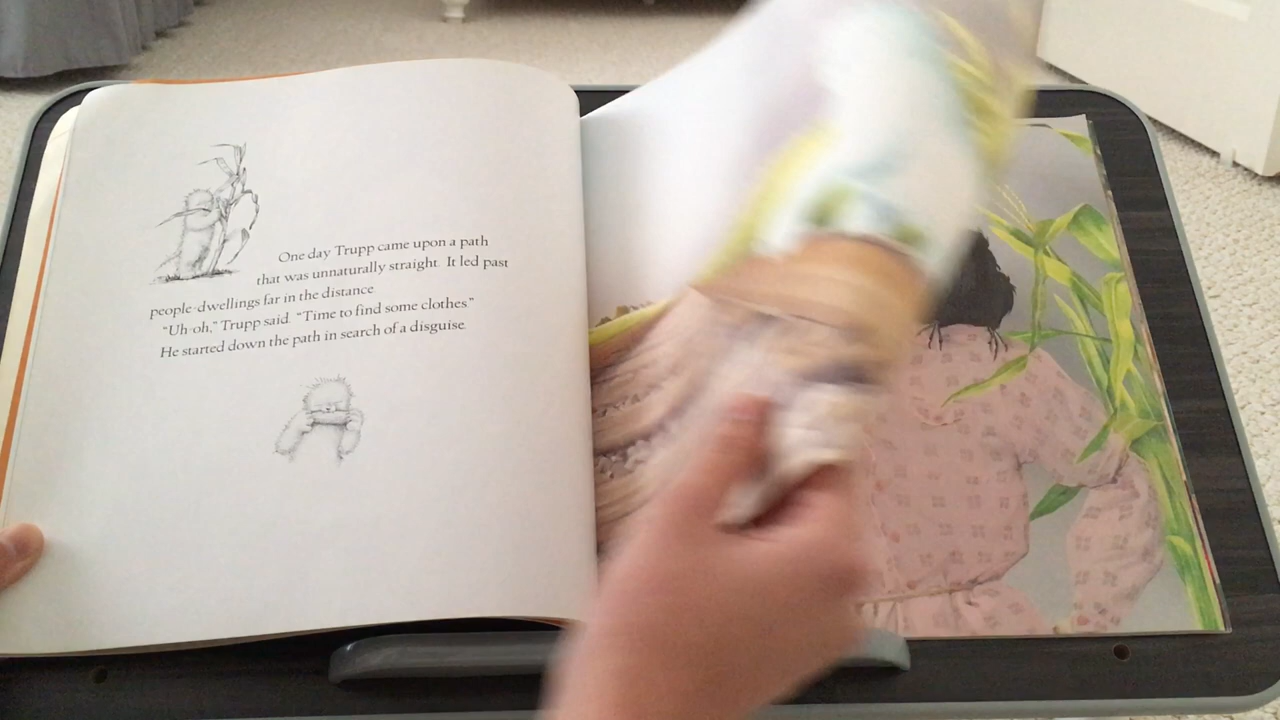 One day Trupp came upon a path
that was unnaturally straight. It led past
people-dwellings far in the distance.
"Uh-oh," Trupp said. "Time to find some clothes."
He started down the path in search of a disguise.